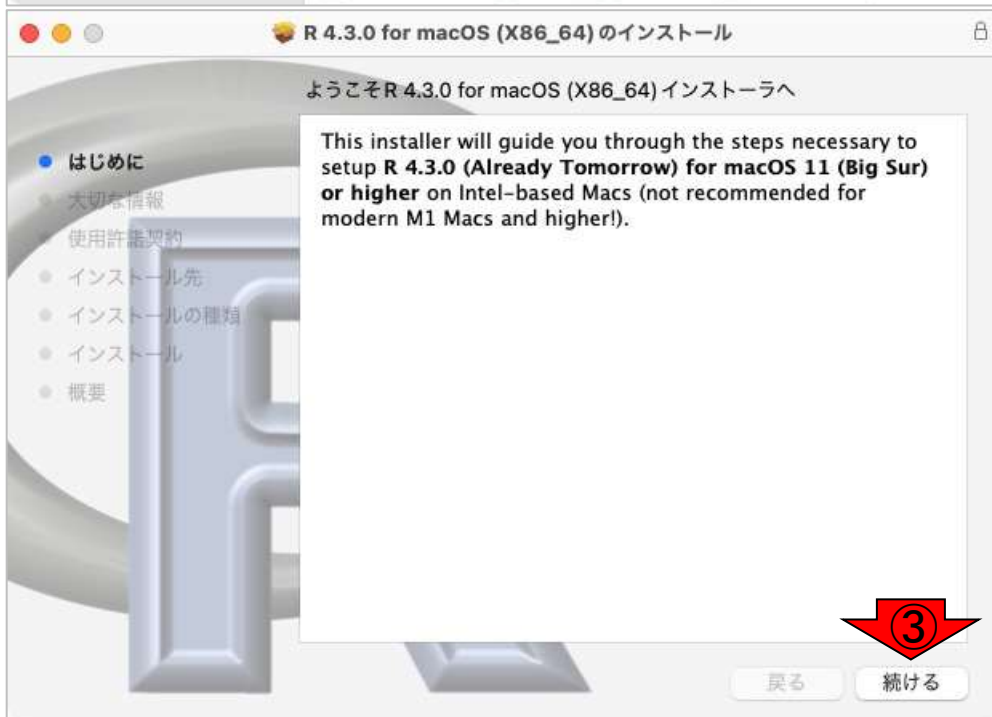 R 4.3.0 for macOS (X86_64) のインストール
ようこそR 4.3.0 for macOS (X86_64) インストーラへ
はじめに
大切な情報
使用許諾契約
インストール先
インストールの種類
インストール
概要
This installer will guide you through the steps necessary to
setup R 4.3.0 (Already Tomorrow) for macOS 11 (Big Sur)
or higher on Intel-based Macs (not recommended for
modern M1 Macs and higher!).
③
戻る
続ける